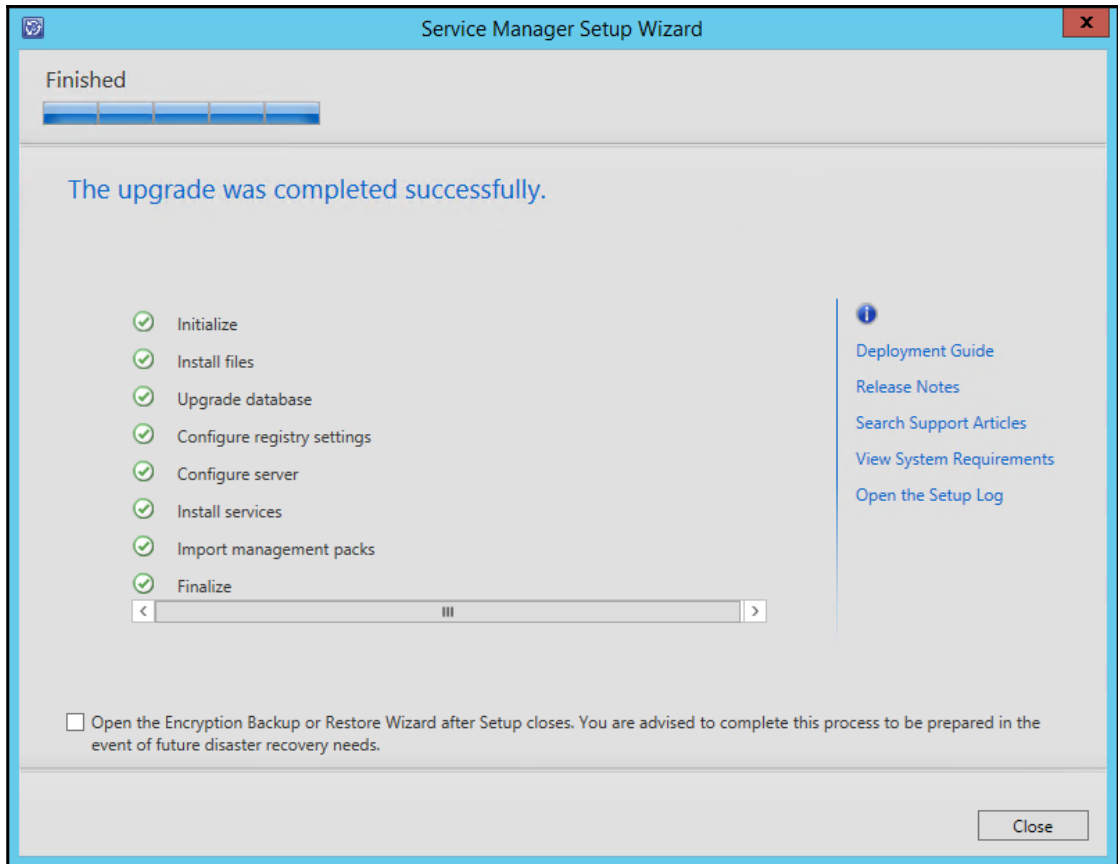 Service Manager Setup Wizard
x
Finished
The upgrade was completed successfully.
Initialize
Install files
Upgrade database
Configure registry settings
Configure server
Install services
Import management packs
Finalize
Deployment Guide
Release Notes
Search Support Articles
View System Requirements
Open the Setup Log
Open the Encryption Backup or Restore Wizard after Setup closes. You are advised to complete this process to be prepared in the
event of future disaster recovery needs.
Close